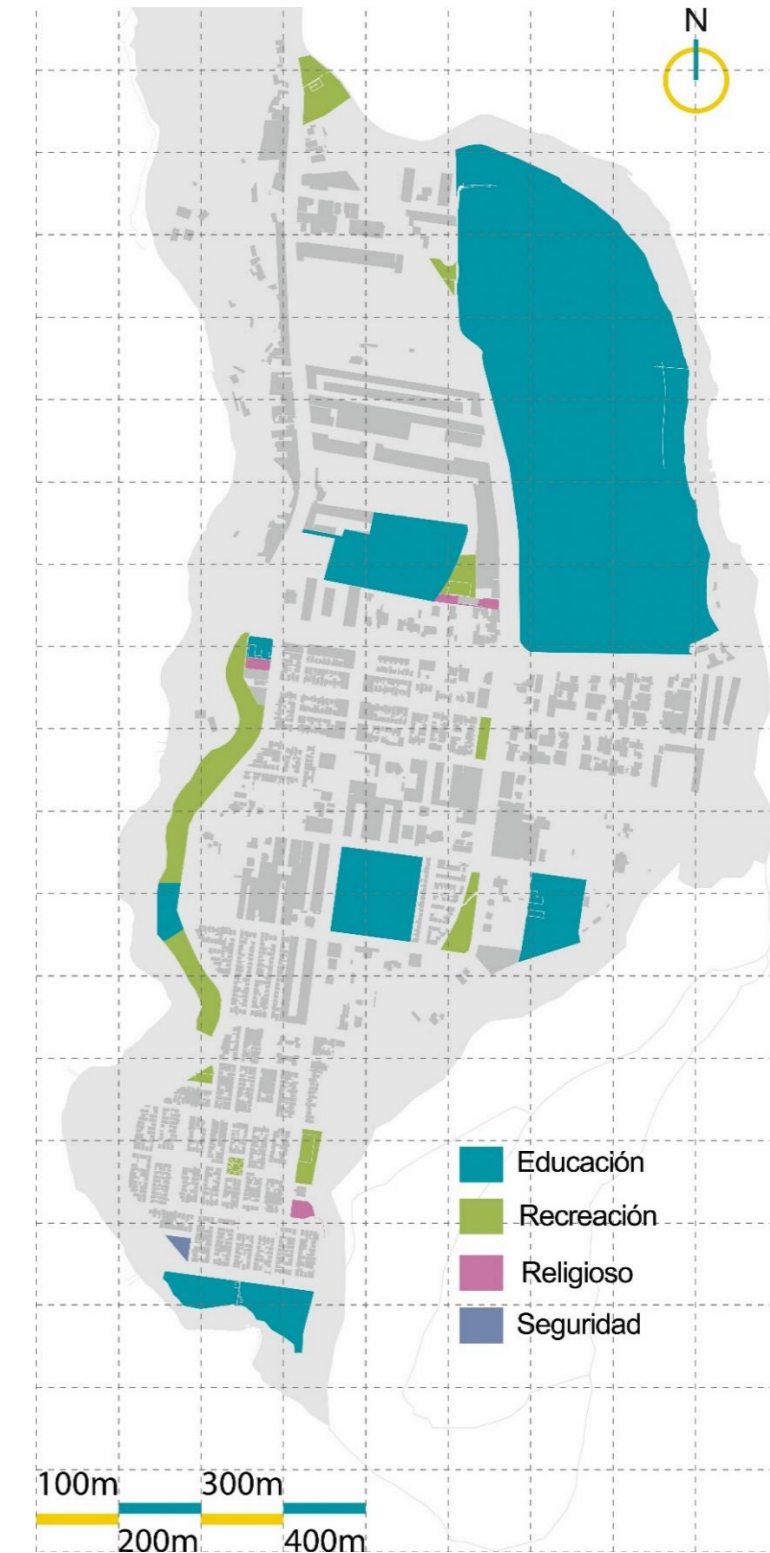 N
Educación
Recreación
Religioso
Seguridad
100m 300m
200m 400m